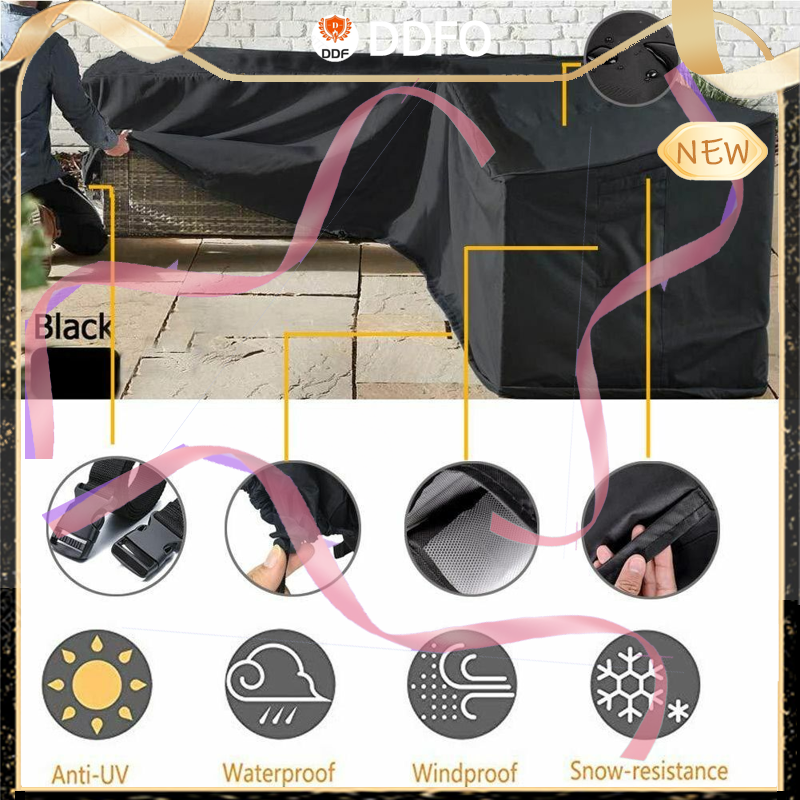 DDF
DDFO
NEW
Black
Anti-UV
Waterproof
Windproof
Snow-resistance